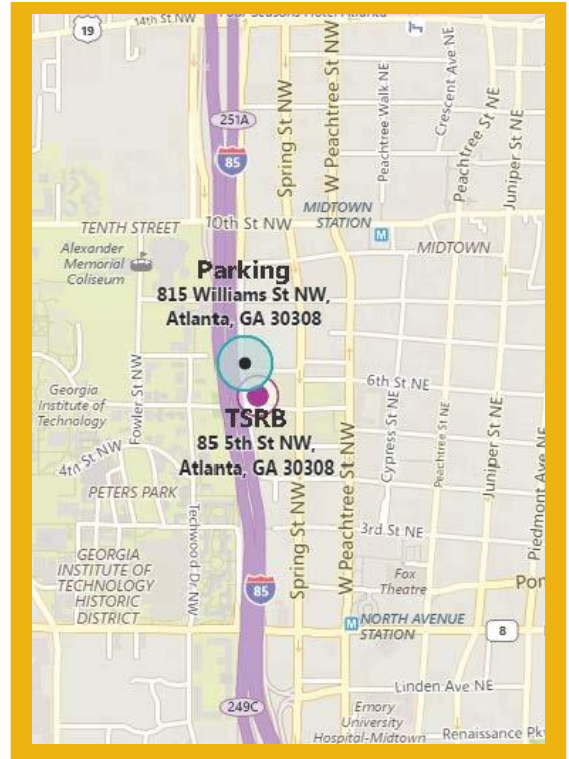 19
14th St NW
251A
85
Spring St NW
W Peachtree St NW
Peachtree Walk NE
Crescent Ave NE
Peachtree St NE
Juniper St NE
TENTH STREET
10th St NW
MIDTOWN
STATION
M
MIDTOWN
Alexander
Memorial
Coliseum
Parking
815 Williams St NW,
Atlanta, GA 30308
Georgia
Institute of
Technology
Fowler St NW
6th St NE
TSRB
85 5th St NW,
Atlanta, GA 30308
4th St NW
PETERS PARK
Techwood Dr NW
Spring St NW
W Peachtree St NW
Cypress St NE
Peachtree St NE
Juniper St NE
Piedmont Ave NE
3rd St NE
GEORGIA
INSTITUTE OF
TECHNOLOGY
HISTORIC
DISTRICT
Fox
Theatre
Pon
85
M
NORTH AVENUE
STATION
8
Linden Ave NE
249C
Emory
University
Hospital-Midtown
Renaissance Pk